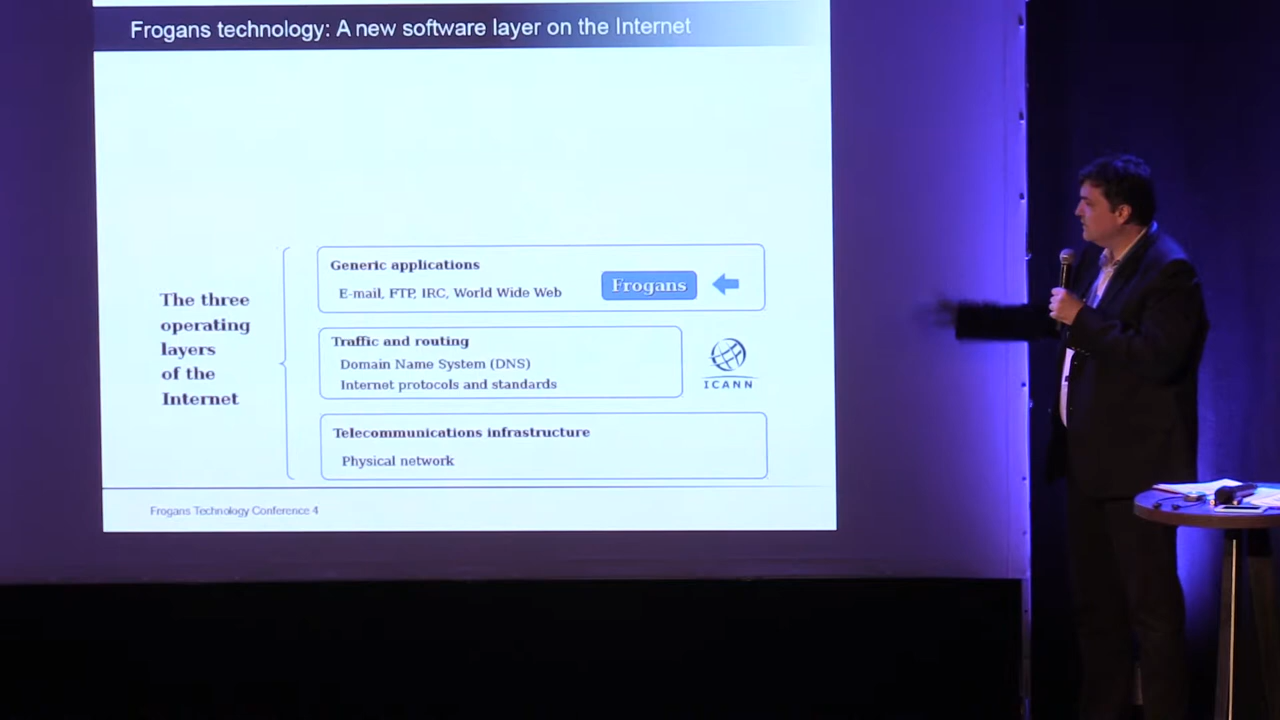 Frogans technology: A new software layer on the Internet
The three
operating
layers
of the
Internet
Generic applications
E-mail, FTP, IRC, World Wide Web
Frogans
Traffic and routing
Domain Name System (DNS)
Internet protocols and standards
ICANN
Telecommunications infrastructure
Physical network
Frogans Technology Conference 4